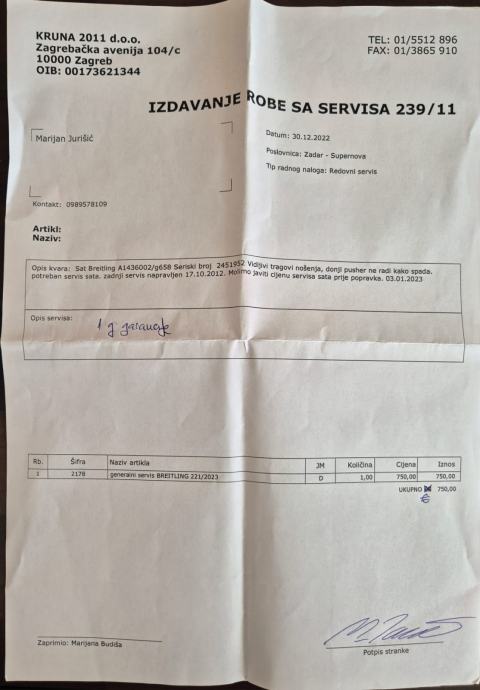 KRUNA 2011 d.o.o.
Zagrebačka avenija 104/c
10000 Zagreb
OIB: 00173621344
TEL: 01/5512 896
FAX: 01/3865 910
IZDAVANJE ROBE SA SERVISA 239/11
Marijan Jurišić
Datum: 30.12.2022
Poslovnica: Zadar - Supernova
Tip radnog naloga: Redovni servis
Kontakt: 0989578109
Artikl:
Naziv:
Opis kvara: Sat Breitling A1436002/g658 Seriski broj 2451952 Vidljivi tragovi nošenja, donji pusher ne radi kako spada.
potreban servis sata. zadnji servis napravljen 17.10.2012. Molimo javiti cijenu servisa sata prije popravka. 03.01.2023
Opis servisa:
1 g garancije
Rb. Šifra Naziv artikla JM Količina Cijena Iznos
1 2178 generalni servis BREITLING 221/2023 D 1,00 750,00 750,00
UKUPNO 750,00
€
Zaprimio: Marijana Budiša
Potpis stranke